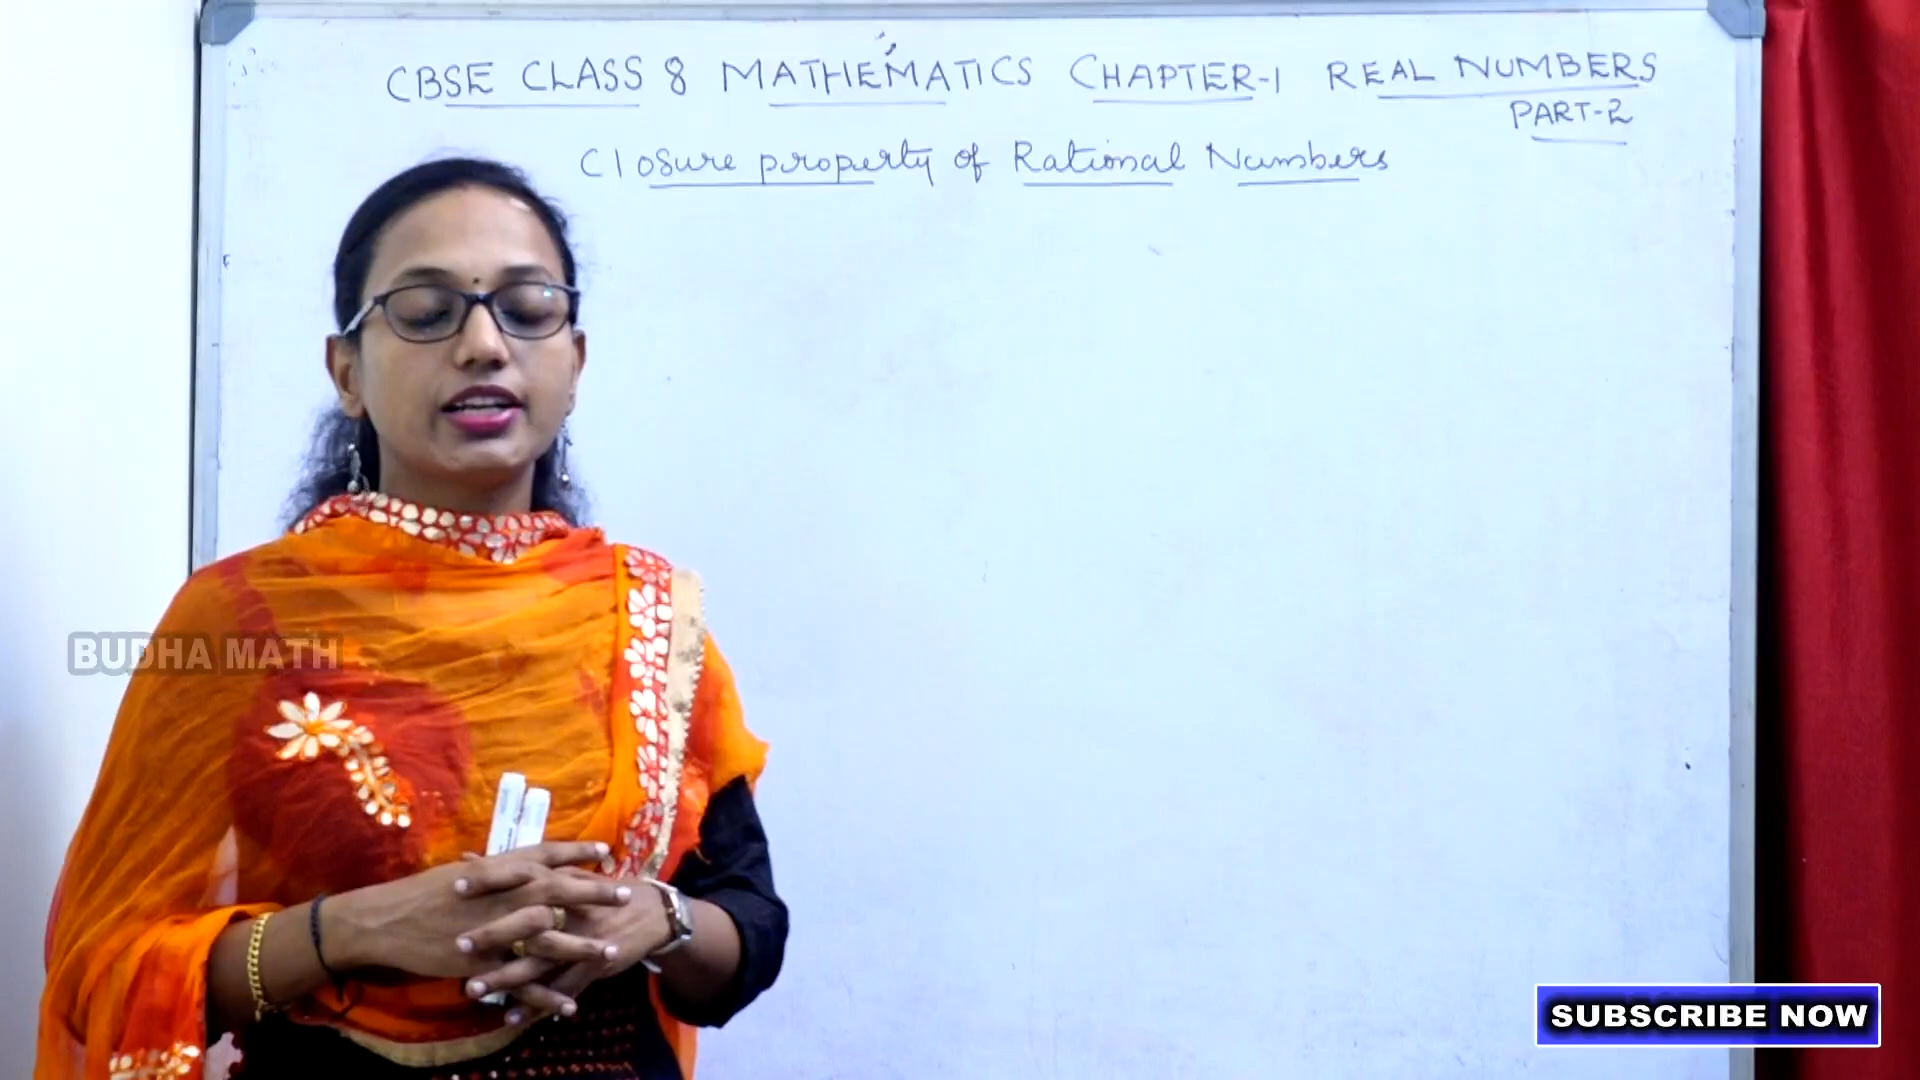 CBSE CLASS 8 MATHEMATICS CHAPTER-1 REAL NUMBERS
PART-2
Closure property of Rational Numbers
BUDHA MATH
SUBSCRIBE NOW